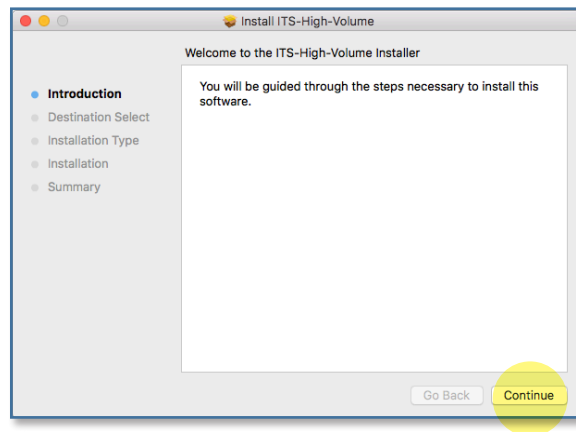 Install ITS-High-Volume
Welcome to the ITS-High-Volume Installer
Introduction
Destination Select
Installation Type
Installation
Summary
You will be guided through the steps necessary to install this
software.
Go Back
Continue